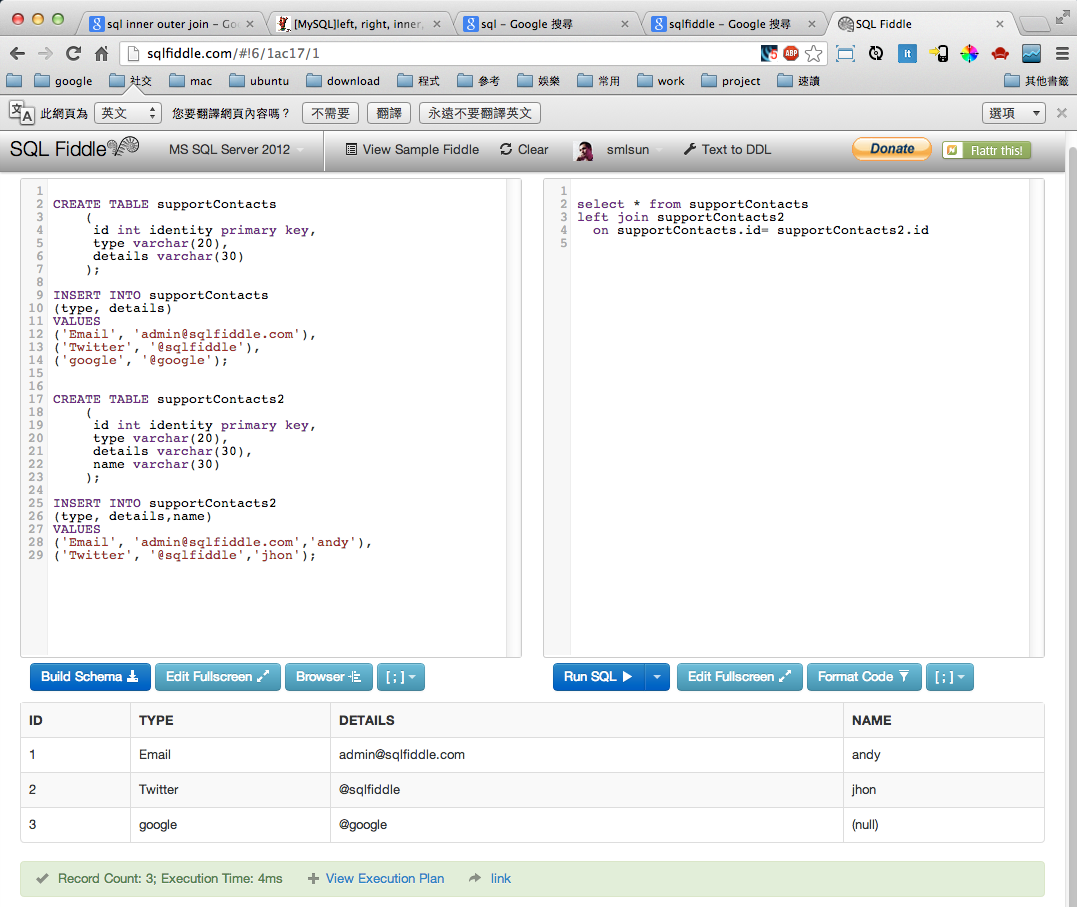 sql inner outer join – Go
[MySQL]left, right, inner,
sql – Google 搜尋
sqlfiddle – Google 搜尋
SQL Fiddle
sqlfiddle.com/#!6/1ac17/1
5
ABP
lt
google
社交
mac
ubuntu
download
程式
參考
娛樂
常用
work
project
速讀
其他書籤
文A
此網頁為
英文
您要翻譯網頁內容嗎？
不需要
翻譯
永遠不要翻譯英文
選項
SQL Fiddle
MS SQL Server 2012
View Sample Fiddle
Clear
smlsun
Text to DDL
Donate
Flattr this!
1
2 CREATE TABLE supportContacts
3 (
4 id int identity primary key,
5 type varchar(20),
6 details varchar(30)
7 );
8
9 INSERT INTO supportContacts
10 (type, details)
11 VALUES
12 ('Email', 'admin@sqlfiddle.com'),
13 ('Twitter', '@sqlfiddle'),
14 ('google', '@google');
15
16
17 CREATE TABLE supportContacts2
18 (
19 id int identity primary key,
20 type varchar(20),
21 details varchar(30),
22 name varchar(30)
23 );
24
25 INSERT INTO supportContacts2
26 (type, details,name)
27 VALUES
28 ('Email', 'admin@sqlfiddle.com','andy'),
29 ('Twitter', '@sqlfiddle','jhon');
1
2 select * from supportContacts
3 left join supportContacts2
4 on supportContacts.id= supportContacts2.id
5
Build Schema
Edit Fullscreen
Browser
[ ; ]
Run SQL
Edit Fullscreen
Format Code
[ ; ]
ID TYPE DETAILS NAME
1 Email admin@sqlfiddle.com andy
2 Twitter @sqlfiddle jhon
3 google @google (null)
Record Count: 3; Execution Time: 4ms
View Execution Plan
link